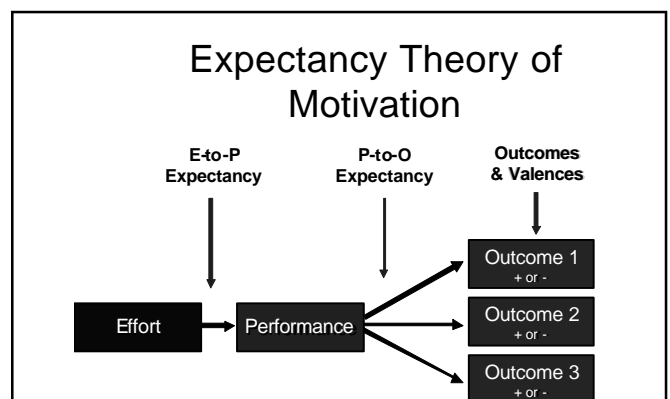 Expectancy Theory of
Motivation
E-to-P
Expectancy
P-to-O
Expectancy
Outcomes
& Valences
Effort
Performance
Outcome 1
+ or -
Outcome 2
+ or -
Outcome 3
+ or -